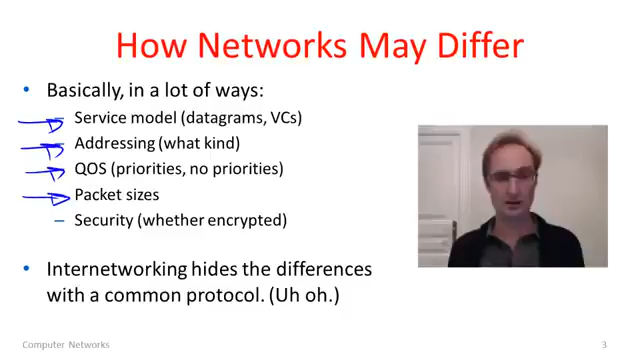 How Networks May Differ
• Basically, in a lot of ways:
– Service model (datagrams, VCs)
– Addressing (what kind)
– QOS (priorities, no priorities)
– Packet sizes
– Security (whether encrypted)
• Internetworking hides the differences
with a common protocol. (Uh oh.)
Computer Networks
3